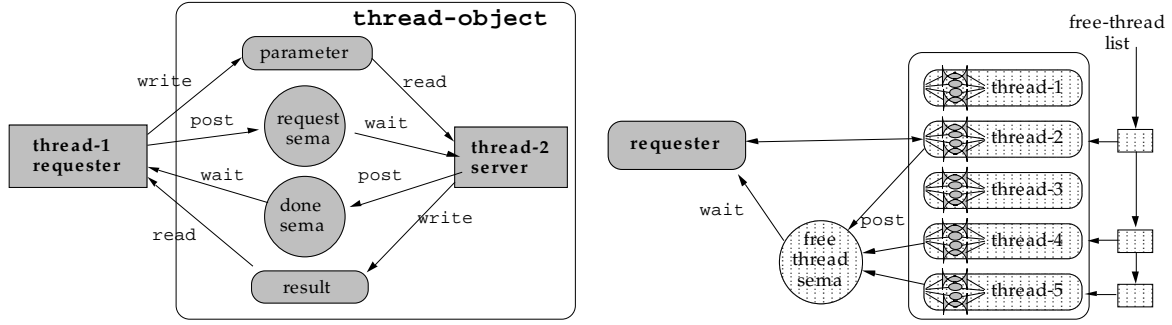 thread-object
parameter
write
read
post
request
sema
wait
thread-1
requester
thread-2
server
wait
post
done
sema
write
read
result
free-thread
list
thread-1
requester
thread-2
thread-3
wait
post
free
thread
sema
thread-4
thread-5